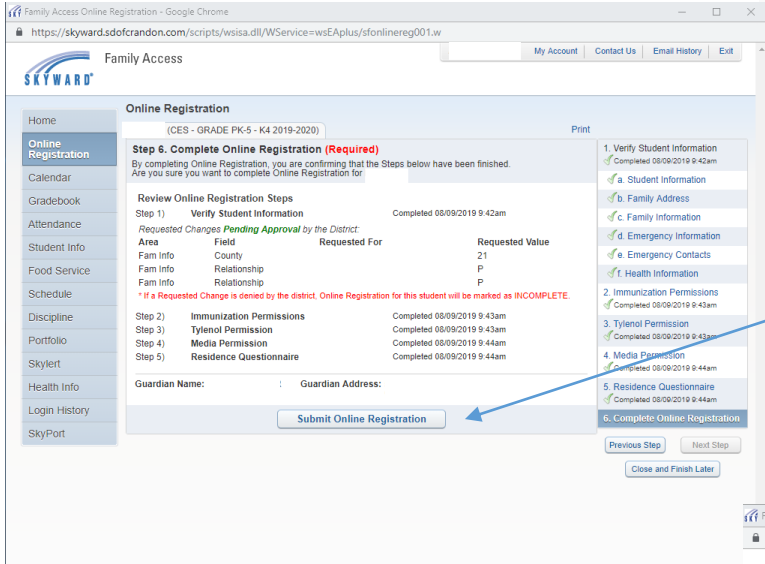 Family Access Online Registration - Google Chrome
https://skyward.sdofcrandon.com/scripts/wsisa.dll/WService=wsEAplus/sfonlinereg001.w
SKYWARD
Family Access
My Account Contact Us Email History Exit
Home
Online Registration
Calendar
Gradebook
Attendance
Student Info
Food Service
Schedule
Discipline
Portfolio
Skylert
Health Info
Login History
SkyPort
Online Registration
(CES - GRADE PK-5 - K4 2019-2020) Print
Step 6. Complete Online Registration (Required)
By completing Online Registration, you are confirming that the Steps below have been finished.
Are you sure you want to complete Online Registration for
Review Online Registration Steps
Step 1) Verify Student Information Completed 08/09/2019 9:42am
Requested Changes Pending Approval by the District:
Area Field Requested For Requested Value
Fam Info County 21
Fam Info Relationship P
Fam Info Relationship P
* If a Requested Change is denied by the district, Online Registration for this student will be marked as INCOMPLETE.
Step 2) Immunization Permissions Completed 08/09/2019 9:43am
Step 3) Tylenol Permission Completed 08/09/2019 9:43am
Step 4) Media Permission Completed 08/09/2019 9:44am
Step 5) Residence Questionnaire Completed 08/09/2019 9:44am
Guardian Name: Guardian Address:
Submit Online Registration
1. Verify Student Information
Completed 08/09/2019 9:42am
a. Student Information
b. Family Address
c. Family Information
d. Emergency Information
e. Emergency Contacts
f. Health Information
2. Immunization Permissions
Completed 08/09/2019 9:43am
3. Tylenol Permission
Completed 08/09/2019 9:43am
4. Media Permission
Completed 08/09/2019 9:44am
5. Residence Questionnaire
Completed 08/09/2019 9:44am
6. Complete Online Registration
Previous Step Next Step
Close and Finish Later